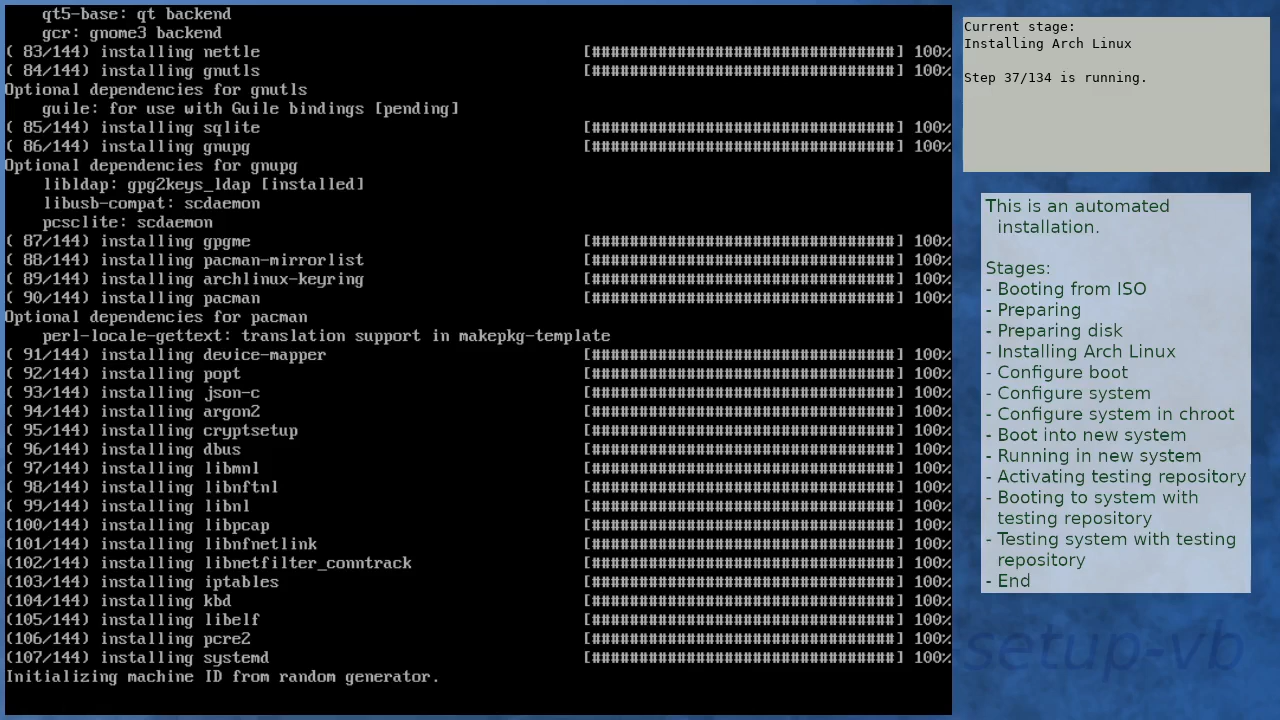 qt5-base: qt backend
gcr: gnome3 backend
( 83/144) installing nettle [################################] 100%
( 84/144) installing gnutls [################################] 100%
Optional dependencies for gnutls
guile: for use with Guile bindings [pending]
( 85/144) installing sqlite [################################] 100%
( 86/144) installing gnupg [################################] 100%
Optional dependencies for gnupg
libldap: gpg2keys_ldap [installed]
libusb-compat: scdaemon
pcsclite: scdaemon
( 87/144) installing gpgme [################################] 100%
( 88/144) installing pacman-mirrorlist [################################] 100%
( 89/144) installing archlinux-keyring [################################] 100%
( 90/144) installing pacman [################################] 100%
Optional dependencies for pacman
perl-locale-gettext: translation support in makepkg-template
( 91/144) installing device-mapper [################################] 100%
( 92/144) installing popt [################################] 100%
( 93/144) installing json-c [################################] 100%
( 94/144) installing argon2 [################################] 100%
( 95/144) installing cryptsetup [################################] 100%
( 96/144) installing dbus [################################] 100%
( 97/144) installing libmnl [################################] 100%
( 98/144) installing libnftnl [################################] 100%
( 99/144) installing libnl [################################] 100%
(100/144) installing libpcap [################################] 100%
(101/144) installing libnfnetlink [################################] 100%
(102/144) installing libnetfilter_conntrack [################################] 100%
(103/144) installing iptables [################################] 100%
(104/144) installing kbd [################################] 100%
(105/144) installing libelf [################################] 100%
(106/144) installing pcre2 [################################] 100%
(107/144) installing systemd [################################] 100%
Initializing machine ID from random generator.
Current stage:
Installing Arch Linux
Step 37/134 is running.
This is an automated
installation.
Stages:
- Booting from ISO
- Preparing
- Preparing disk
- Installing Arch Linux
- Configure boot
- Configure system
- Configure system in chroot
- Boot into new system
- Running in new system
- Activating testing repository
- Booting to system with
testing repository
- Testing system with testing
repository
- End
setup-vb